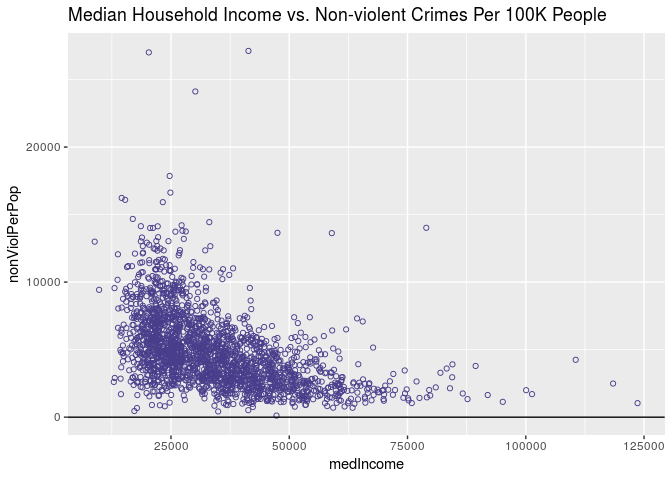 Median Household Income vs. Non-violent Crimes Per 100K People
nonViolPerPop
20000
10000
0
25000 50000 75000 100000 125000
medIncome